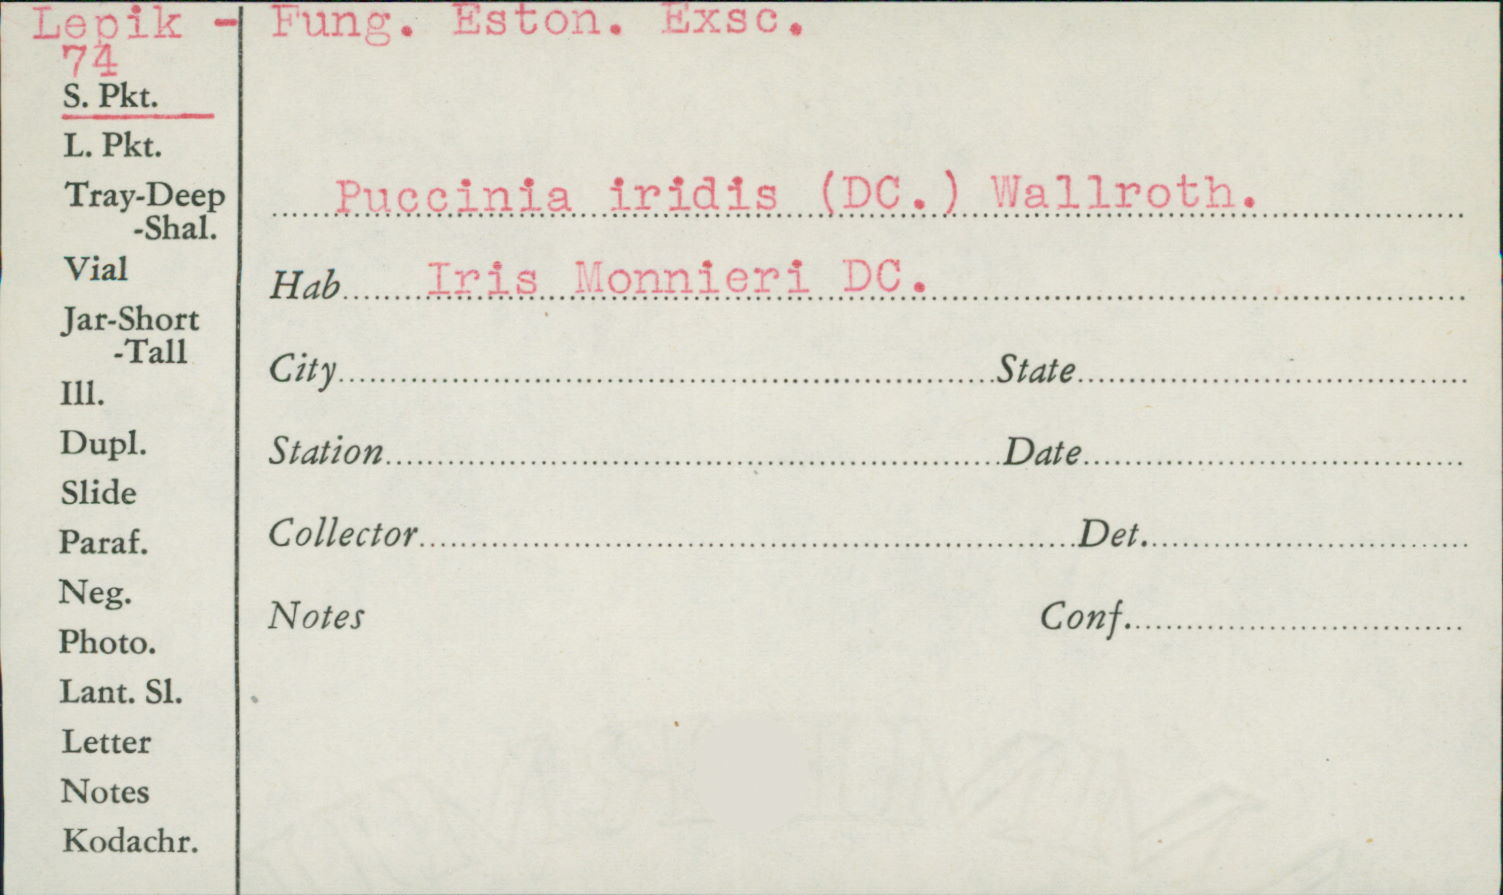 Lepik - Fung. Eston. Exsc.
74
S. Pkt.
L. Pkt.
Tray-Deep
-Shal.
Vial
Jar-Short
-Tall
Ill.
Dupl.
Slide
Paraf.
Neg.
Photo.
Lant. Sl.
Letter
Notes
Kodachr.
Puccinia iridis (DC.) Wallroth.
Hab. Iris Monnieri DC.
City State
Station Date
Collector Det.
Notes Conf.